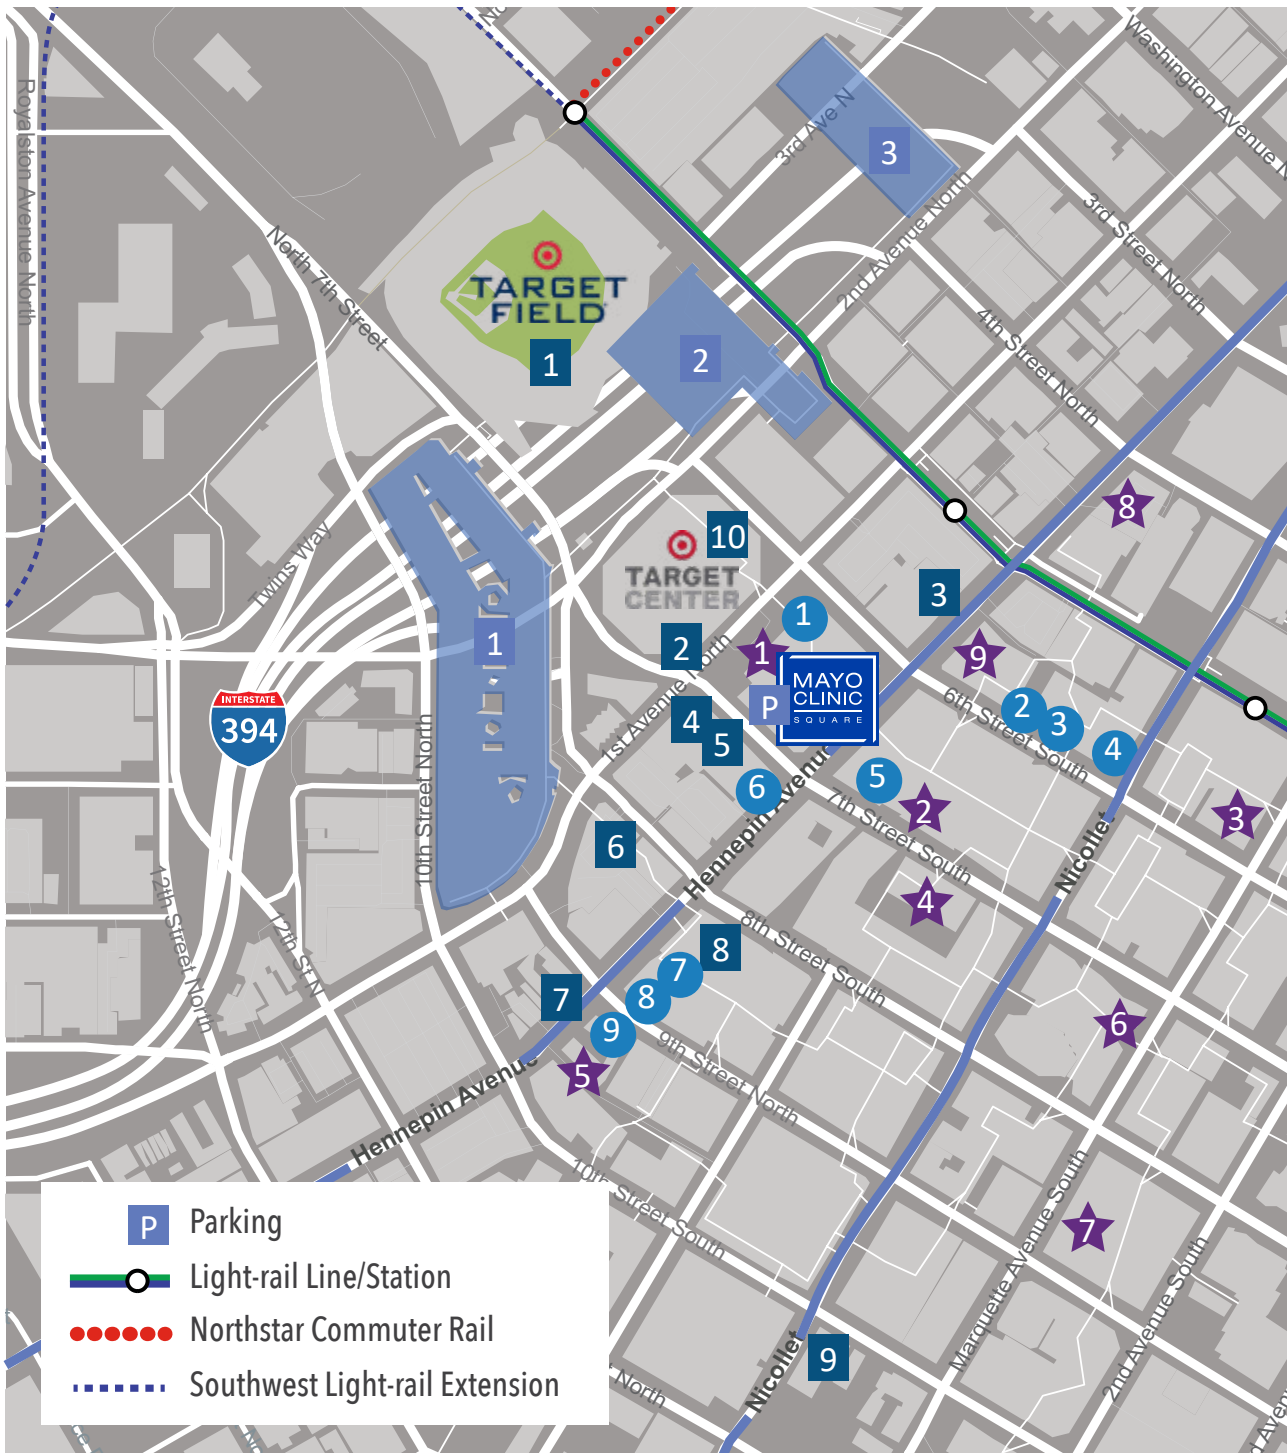 Royalston Avenue North
North 7th Street
3rd Ave N
3
Washington Avenue N
2nd Avenue North
3rd Street North
4th Street North
TARGET
FIELD
1
2
8
Twins Way
10
TARGET
CENTER
3
1
1
2
1
9
MAYO
CLINIC
SQUARE
P
INTERSTATE
394
1st Avenue North
4
5
6
6th Street South
2
3
4
5
2
3
10th Street North
Hennepin Avenue
7th Street South
Nicollet
6
4
12th Street North
12th St N
8th Street South
8
7
7
8
9
6
5
9th Street North
Hennepin Avenue
10th Street South
Marquette Avenue South
7
2nd Avenue South
Nicollet
9
North
P Parking
Light-rail Line/Station
Northstar Commuter Rail
Southwest Light-rail Extension